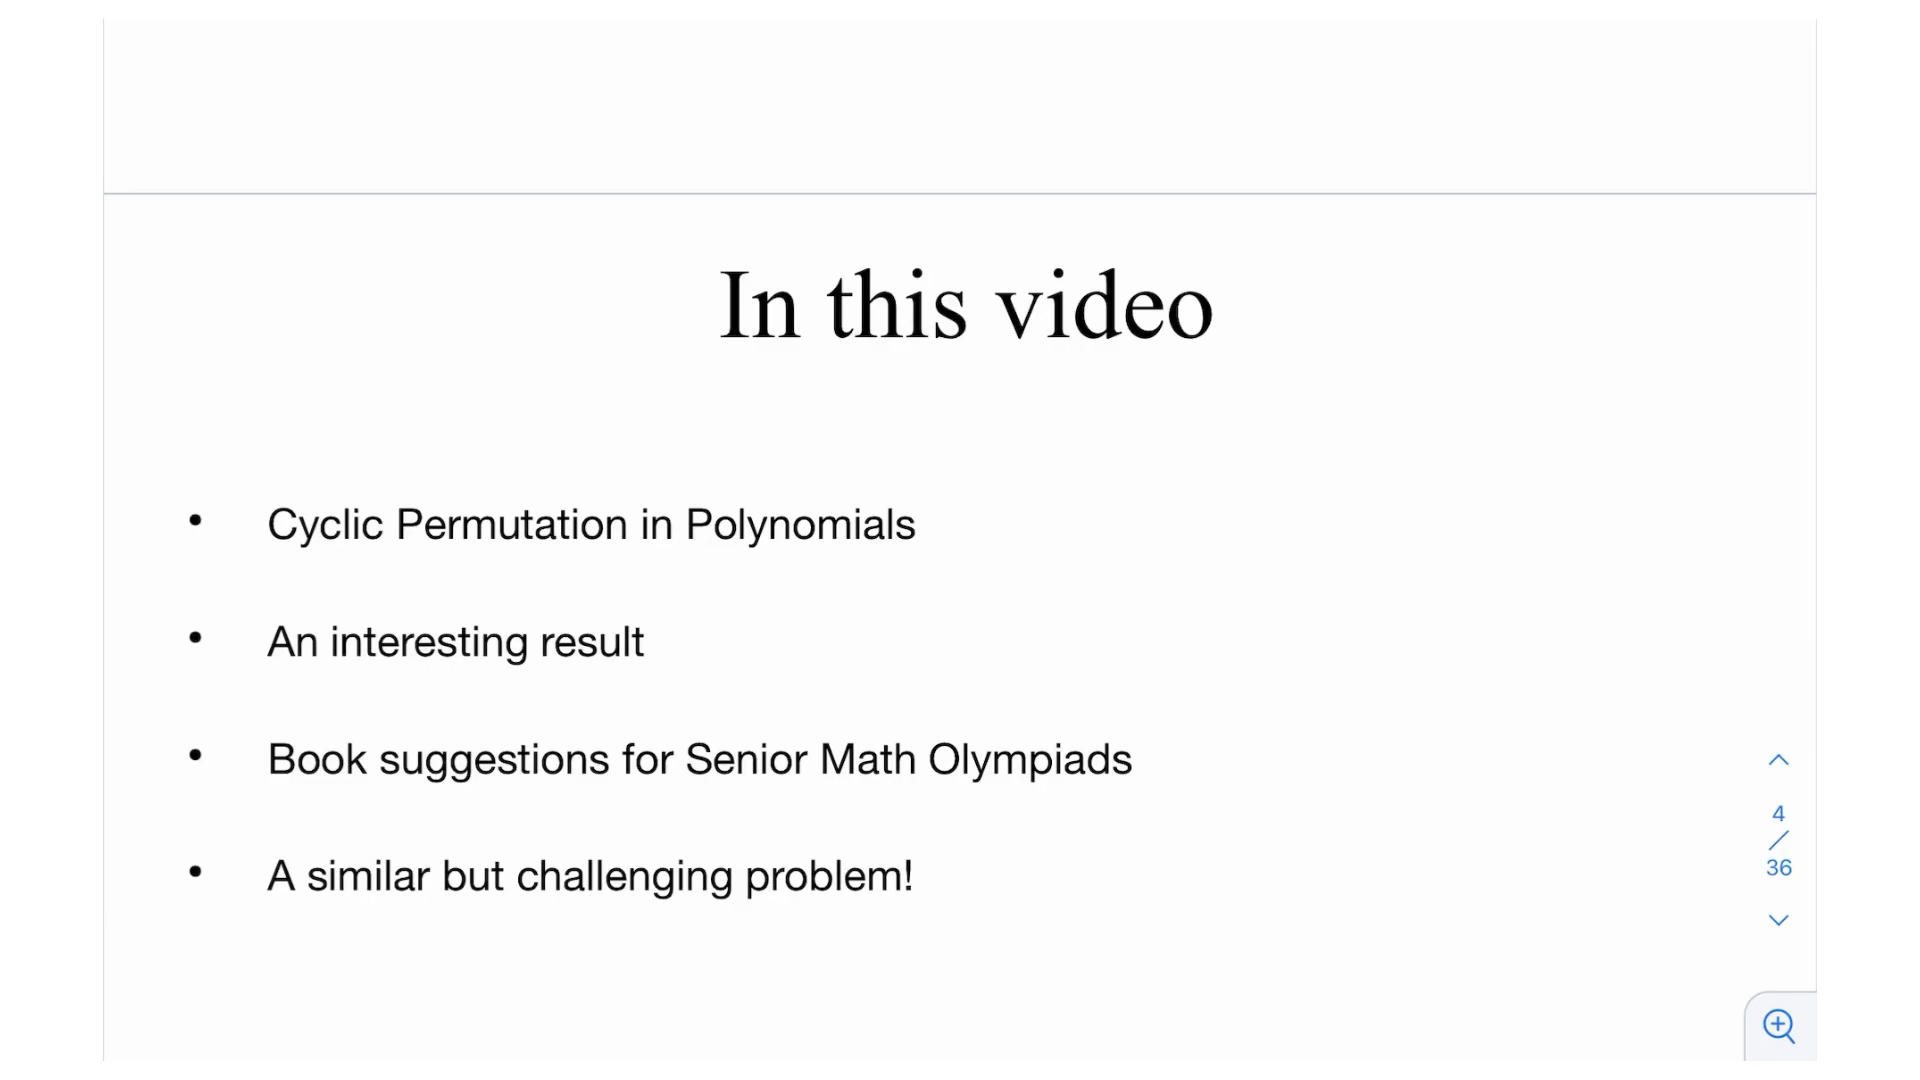 In this video
• Cyclic Permutation in Polynomials
• An interesting result
• Book suggestions for Senior Math Olympiads
• A similar but challenging problem!
4
/
36